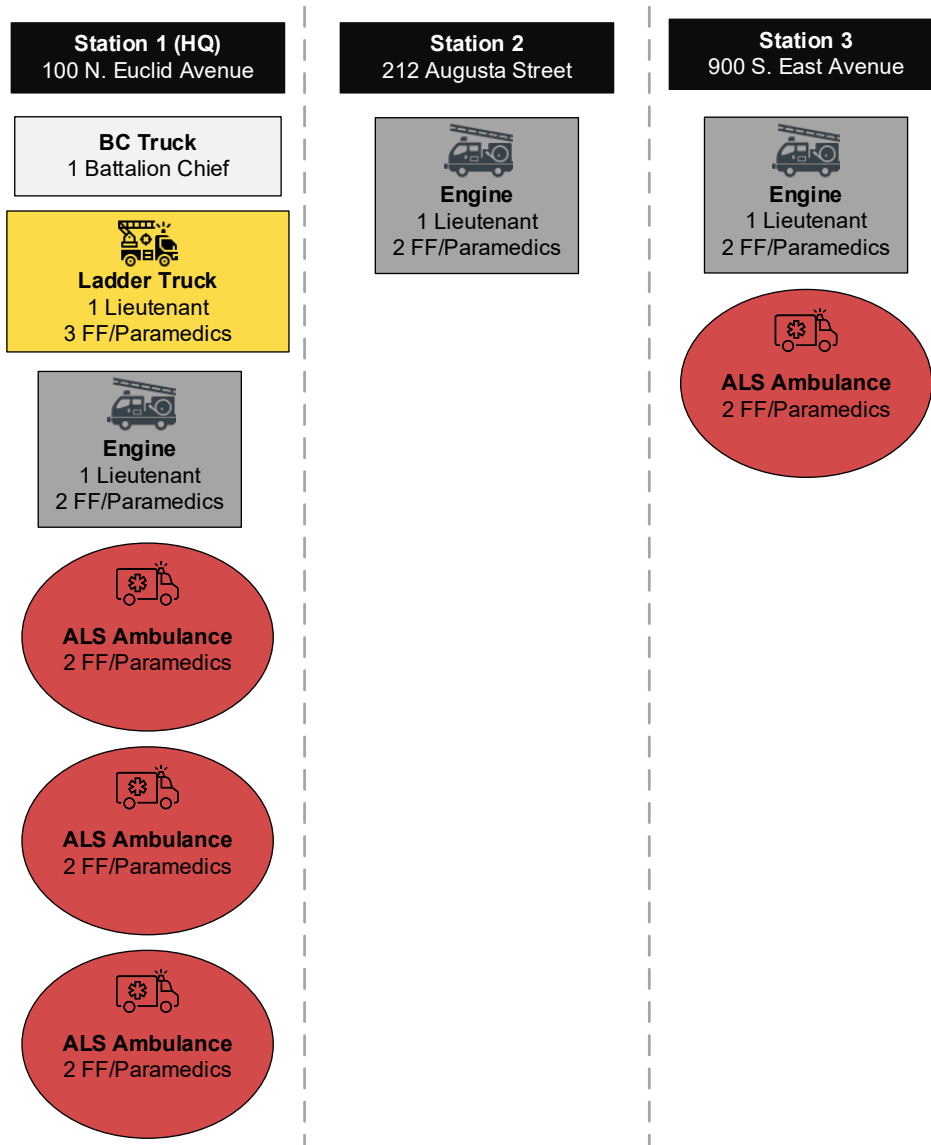 Station 1 (HQ)
100 N. Euclid Avenue
BC Truck
1 Battalion Chief
Ladder Truck
1 Lieutenant
3 FF/Paramedics
Engine
1 Lieutenant
2 FF/Paramedics
ALS Ambulance
2 FF/Paramedics
ALS Ambulance
2 FF/Paramedics
ALS Ambulance
2 FF/Paramedics
Station 2
212 Augusta Street
Engine
1 Lieutenant
2 FF/Paramedics
Station 3
900 S. East Avenue
Engine
1 Lieutenant
2 FF/Paramedics
ALS Ambulance
2 FF/Paramedics